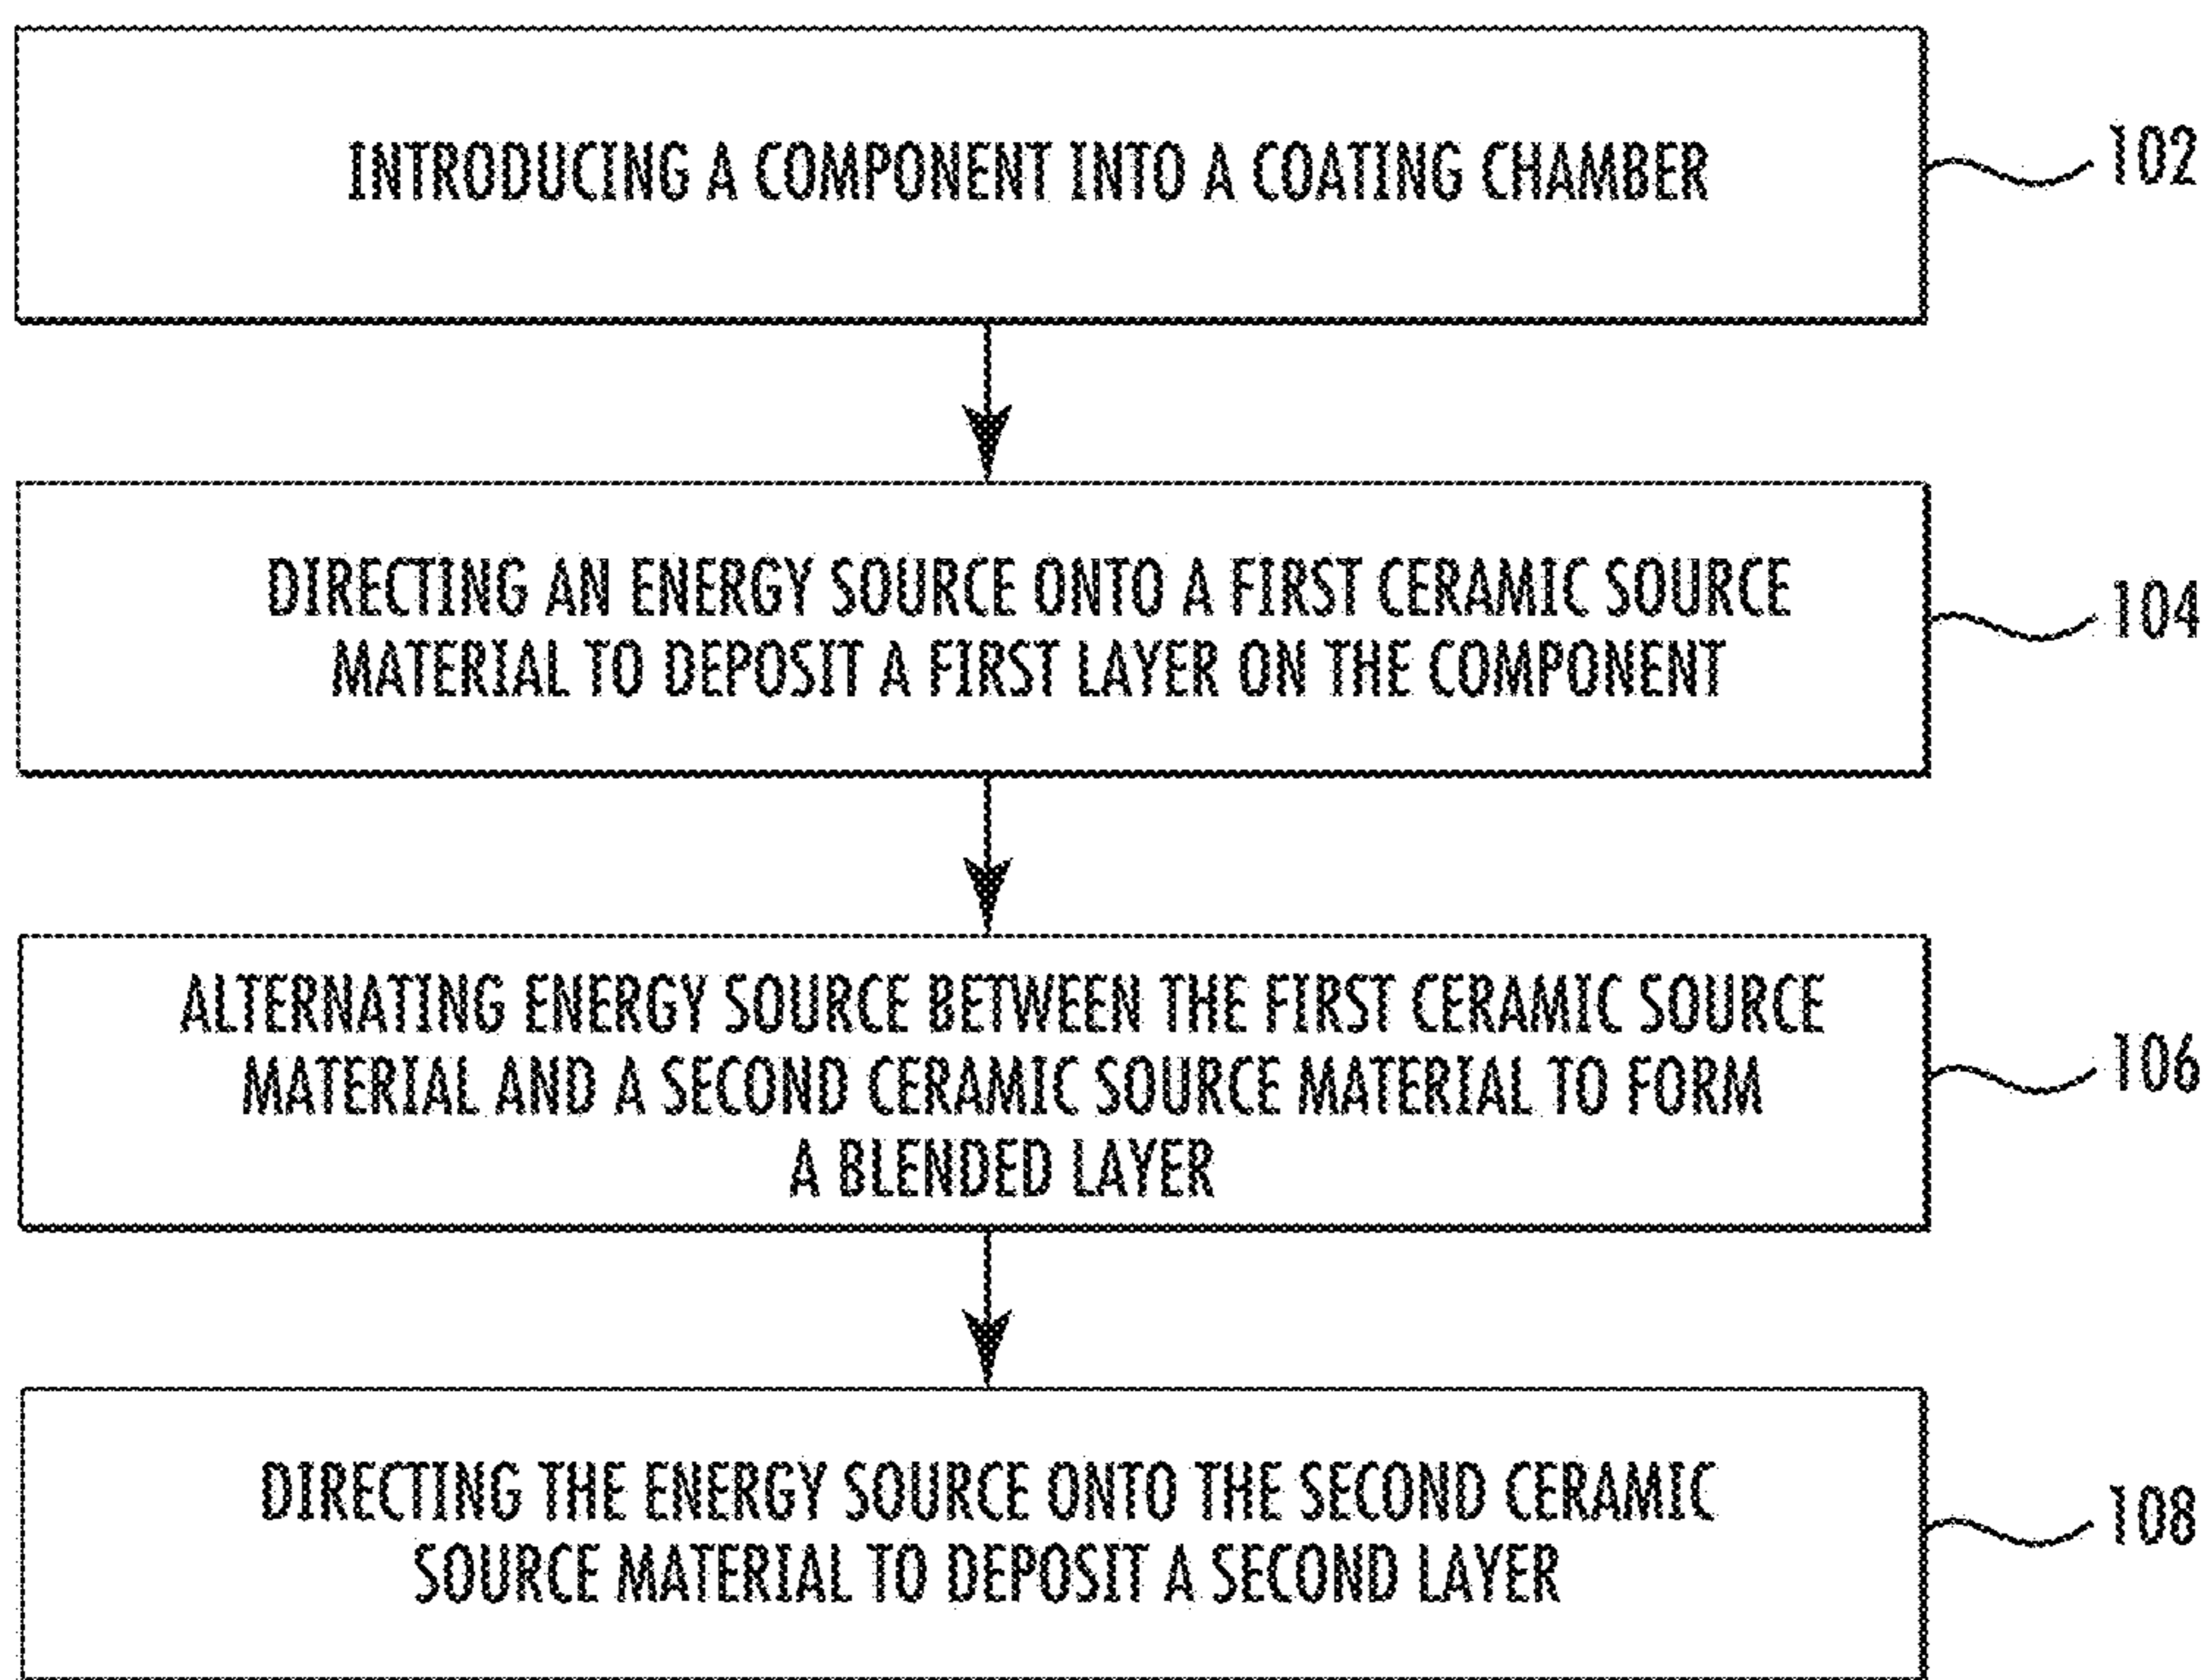 INTRODUCING A COMPONENT INTO A COATING CHAMBER
102
DIRECTING AN ENERGY SOURCE ONTO A FIRST CERAMIC SOURCE
MATERIAL TO DEPOSIT A FIRST LAYER ON THE COMPONENT
104
ALTERNATING ENERGY SOURCE BETWEEN THE FIRST CERAMIC SOURCE
MATERIAL AND A SECOND CERAMIC SOURCE MATERIAL TO FORM
A BLENDED LAYER
106
DIRECTING THE ENERGY SOURCE ONTO THE SECOND CERAMIC
SOURCE MATERIAL TO DEPOSIT A SECOND LAYER
108